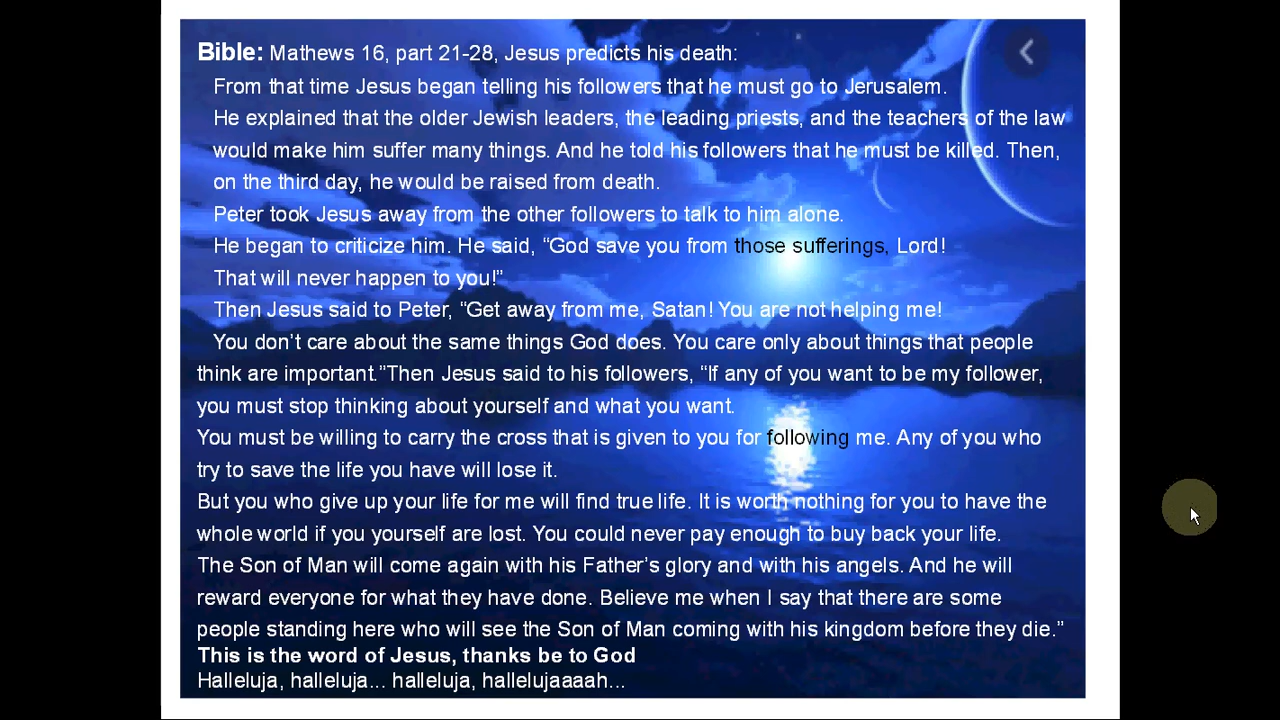 Bible: Mathews 16, part 21-28, Jesus predicts his death:
From that time Jesus began telling his followers that he must go to Jerusalem.
He explained that the older Jewish leaders, the leading priests, and the teachers of the law
would make him suffer many things. And he told his followers that he must be killed. Then,
on the third day, he would be raised from death.
Peter took Jesus away from the other followers to talk to him alone.
He began to criticize him. He said, “God save you from those sufferings, Lord!
That will never happen to you!”
Then Jesus said to Peter, “Get away from me, Satan! You are not helping me!
You don’t care about the same things God does. You care only about things that people
think are important.”Then Jesus said to his followers, “If any of you want to be my follower,
you must stop thinking about yourself and what you want.
You must be willing to carry the cross that is given to you for following me. Any of you who
try to save the life you have will lose it.
But you who give up your life for me will find true life. It is worth nothing for you to have the
whole world if you yourself are lost. You could never pay enough to buy back your life.
The Son of Man will come again with his Father’s glory and with his angels. And he will
reward everyone for what they have done. Believe me when I say that there are some
people standing here who will see the Son of Man coming with his kingdom before they die.”
This is the word of Jesus, thanks be to God
Halleluja, halleluja... halleluja, hallelujaaaah...